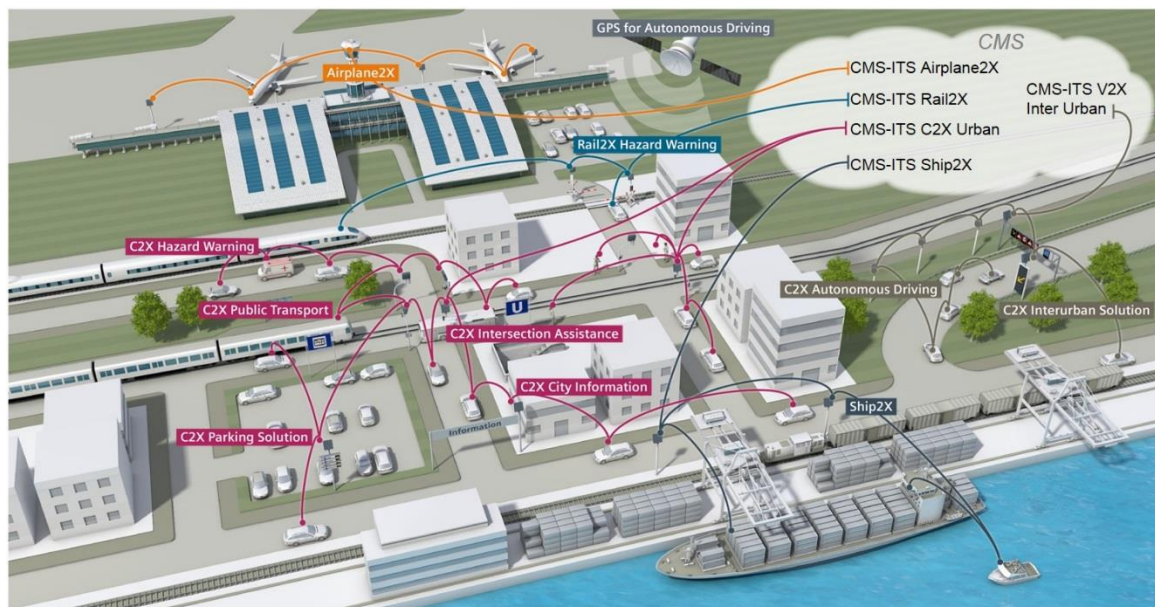 GPS for Autonomous Driving
CMS
Airplane2X
CMS-ITS Airplane2X
CMS-ITS V2X
Inter Urban
CMS-ITS Rail2X
CMS-ITS C2X Urban
Rail2X Hazard Warning
CMS-ITS Ship2X
C2X Hazard Warning
C2X Autonomous Driving
C2X Public Transport
U
C2X Interurban Solution
C2X Intersection Assistance
C2X City Information
Ship2X
C2X Parking Solution
Information